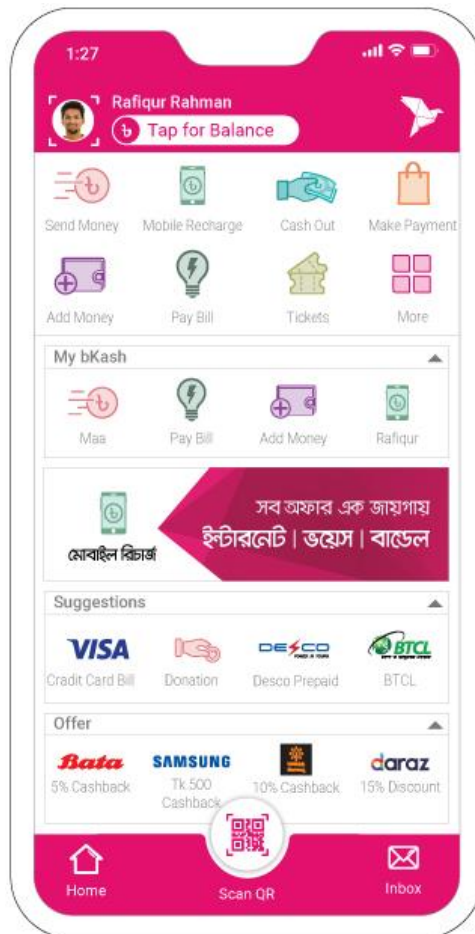 1:27
Rafiqur Rahman
Tap for Balance
Send Money Mobile Recharge Cash Out Make Payment
Add Money Pay Bill Tickets More
My bKash
Maa Pay Bill Add Money Rafiqur
সব অফার এক জায়গায়
ইন্টারনেট | ভয়েস | বান্ডেল
মোবাইল রিচার্জ
Suggestions
VISA DESCO BTCL
Cradit Card Bill Donation Desco Prepaid BTCL
Offer
Bata SAMSUNG daraz
5% Cashback Tk 500 10% Cashback 15% Discount
Cashback
Home Scan QR Inbox